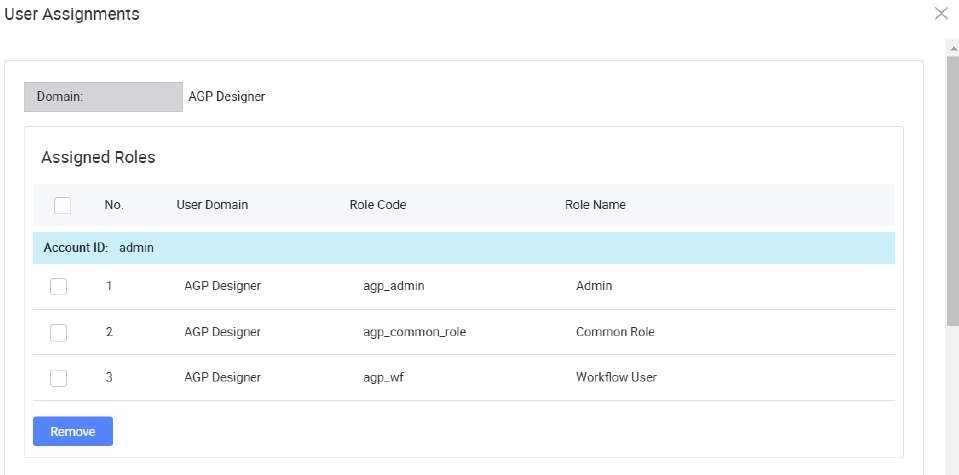 User Assignments
Domain: AGP Designer
Assigned Roles
No. User Domain Role Code Role Name
Account ID: admin
1 AGP Designer agp_admin Admin
2 AGP Designer agp_common_role Common Role
3 AGP Designer agp_wf Workflow User
Remove